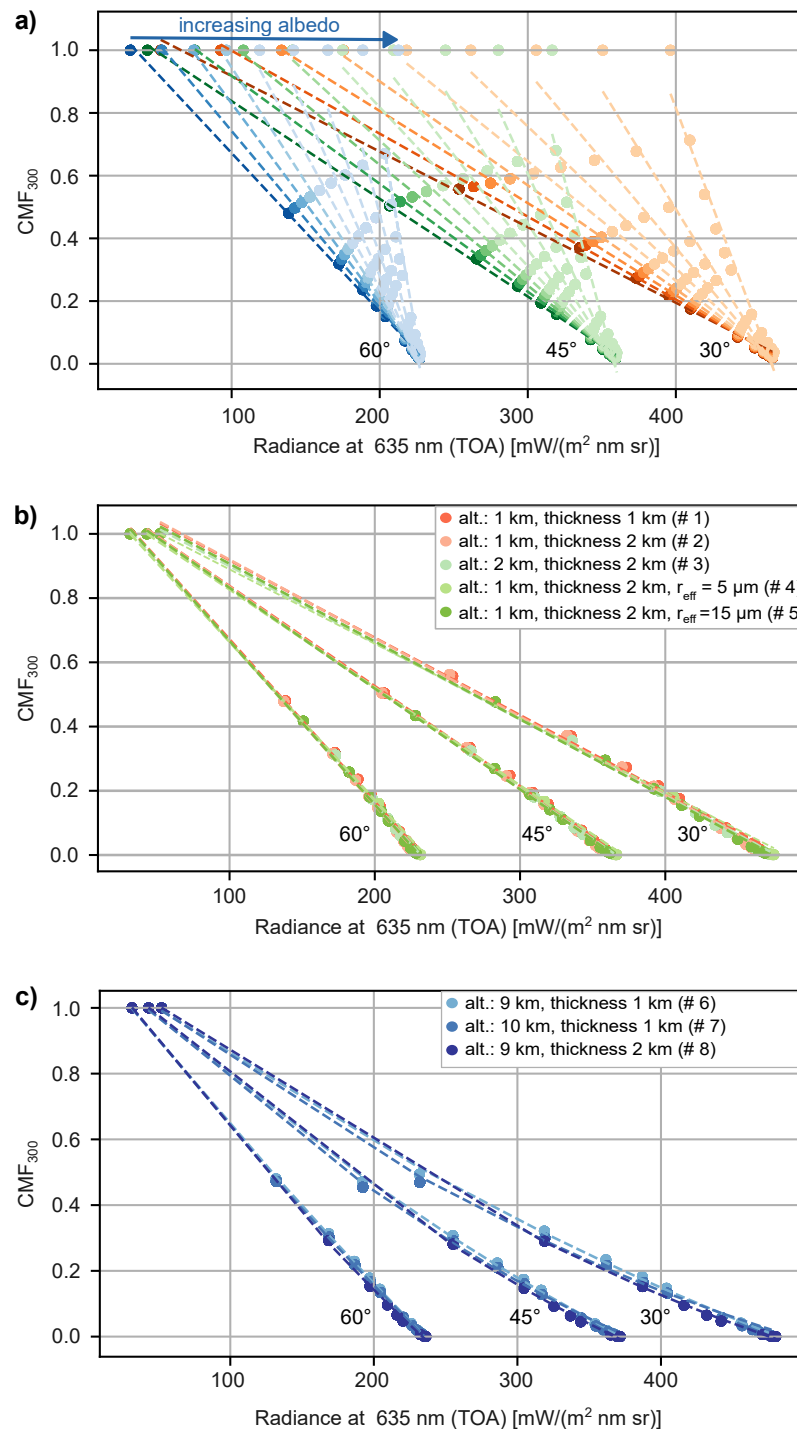 a)
increasing albedo
1.0
0.8
0.6
0.4
0.2
0.0
CMF300
60°
45°
30°
100
200
300
400
Radiance at 635 nm (TOA) [mW/(m2 nm sr)]
b)
alt.: 1 km, thickness 1 km (# 1)
alt.: 1 km, thickness 2 km (# 2)
alt.: 2 km, thickness 2 km (# 3)
alt.: 1 km, thickness 2 km, reff = 5 µm (# 4
alt.: 1 km, thickness 2 km, reff =15 µm (# 5
1.0
0.8
0.6
0.4
0.2
0.0
CMF300
60°
45°
30°
100
200
300
400
Radiance at 635 nm (TOA) [mW/(m2 nm sr)]
c)
alt.: 9 km, thickness 1 km (# 6)
alt.: 10 km, thickness 1 km (# 7)
alt.: 9 km, thickness 2 km (# 8)
1.0
0.8
0.6
0.4
0.2
0.0
CMF300
60°
45°
30°
100
200
300
400
Radiance at 635 nm (TOA) [mW/(m2 nm sr)]